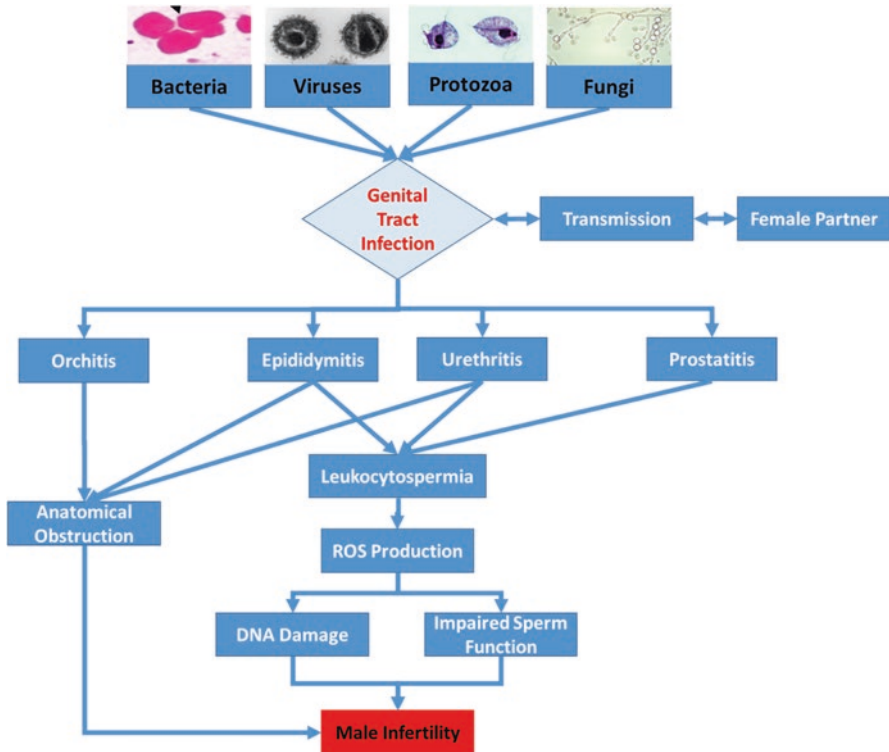 Bacteria
Viruses
Protozoa
Fungi
Genital
Tract
Infection
Transmission
Female Partner
Orchitis
Epididymitis
Urethritis
Prostatitis
Leukocytospermia
Anatomical
Obstruction
ROS Production
DNA Damage
Impaired Sperm
Function
Male Infertility